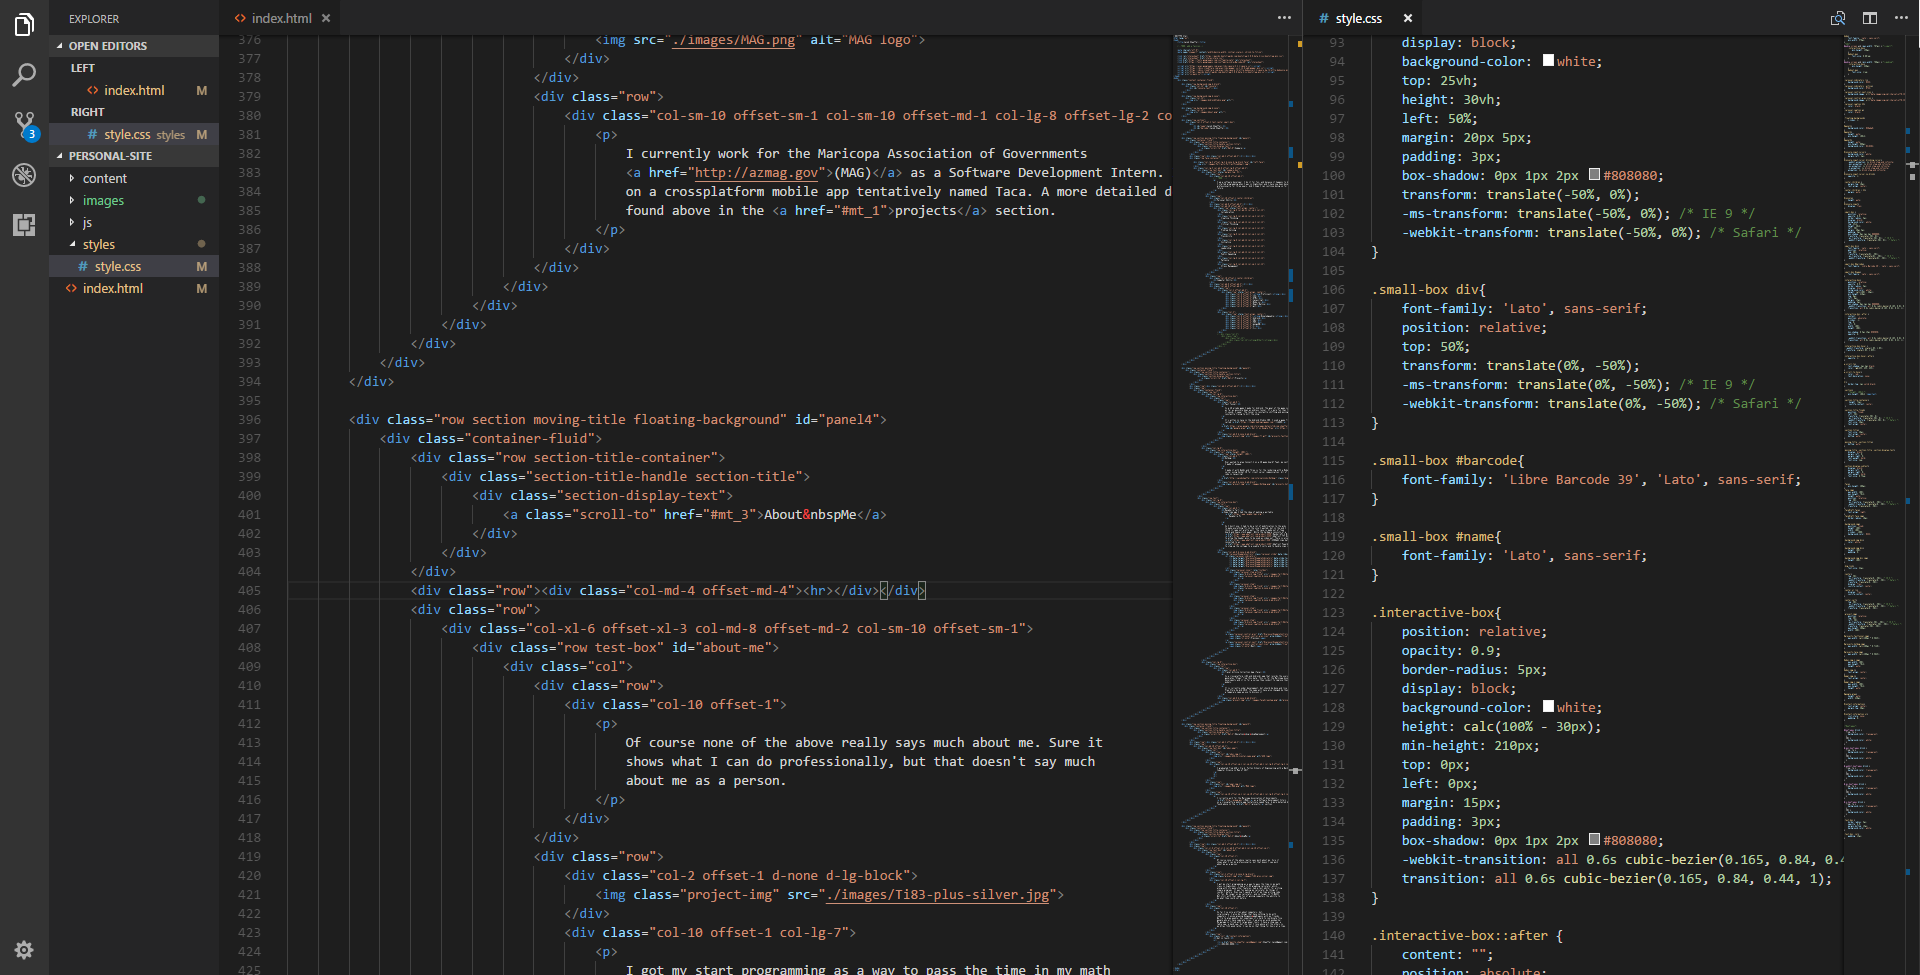 EXPLORER
OPEN EDITORS
LEFT
<> index.html M
RIGHT
# style.css styles M
PERSONAL-SITE
content
images
js
styles
# style.css M
<> index.html M
3
<> index.html ×
376 <img src="./images/MAG.png" alt="MAG logo">
377 </div>
378 </div>
379 <div class="row">
380 <div class="col-sm-10 offset-sm-1 col-sm-10 offset-md-1 col-lg-8 offset-lg-2 co
381 <p>
382 I currently work for the Maricopa Association of Governments
383 <a href="http://azmag.gov">(MAG)</a> as a Software Development Intern.
384 on a crossplatform mobile app tentatively named Taca. A more detailed d
385 found above in the <a href="#mt_1">projects</a> section.
386 </p>
387 </div>
388 </div>
389 </div>
390 </div>
391 </div>
392 </div>
393 </div>
394 </div>
395
396 <div class="row section moving-title floating-background" id="panel4">
397 <div class="container-fluid">
398 <div class="row section-title-container">
399 <div class="section-title-handle section-title">
400 <div class="section-display-text">
401 <a class="scroll-to" href="#mt_3">About&nbspMe</a>
402 </div>
403 </div>
404 </div>
405 <div class="row"><div class="col-md-4 offset-md-4"><hr></div></div>
406 <div class="row">
407 <div class="col-xl-6 offset-xl-3 col-md-8 offset-md-2 col-sm-10 offset-sm-1">
408 <div class="row test-box" id="about-me">
409 <div class="col">
410 <div class="row">
411 <div class="col-10 offset-1">
412 <p>
413 Of course none of the above really says much about me. Sure it
414 shows what I can do professionally, but that doesn't say much
415 about me as a person.
416 </p>
417 </div>
418 </div>
419 <div class="row">
420 <div class="col-2 offset-1 d-none d-lg-block">
421 <img class="project-img" src="./images/Ti83-plus-silver.jpg">
422 </div>
423 <div class="col-10 offset-1 col-lg-7">
424 <p>
425 I got my start programming as a way to pass the time in my math
# style.css ×
93 display: block;
94 background-color: white;
95 top: 25vh;
96 height: 30vh;
97 left: 50%;
98 margin: 20px 5px;
99 padding: 3px;
100 box-shadow: 0px 1px 2px #808080;
101 transform: translate(-50%, 0%);
102 -ms-transform: translate(-50%, 0%); /* IE 9 */
103 -webkit-transform: translate(-50%, 0%); /* Safari */
104 }
105
106 .small-box div{
107 font-family: 'Lato', sans-serif;
108 position: relative;
109 top: 50%;
110 transform: translate(0%, -50%);
111 -ms-transform: translate(0%, -50%); /* IE 9 */
112 -webkit-transform: translate(0%, -50%); /* Safari */
113 }
114
115 .small-box #barcode{
116 font-family: 'Libre Barcode 39', 'Lato', sans-serif;
117 }
118
119 .small-box #name{
120 font-family: 'Lato', sans-serif;
121 }
122
123 .interactive-box{
124 position: relative;
125 opacity: 0.9;
126 border-radius: 5px;
127 display: block;
128 background-color: white;
129 height: calc(100% - 30px);
130 min-height: 210px;
131 top: 0px;
132 left: 0px;
133 margin: 15px;
134 padding: 3px;
135 box-shadow: 0px 1px 2px #808080;
136 -webkit-transition: all 0.6s cubic-bezier(0.165, 0.84, 0.4
137 transition: all 0.6s cubic-bezier(0.165, 0.84, 0.44, 1);
138 }
139
140 .interactive-box::after {
141 content: "";
142 position: absolute;